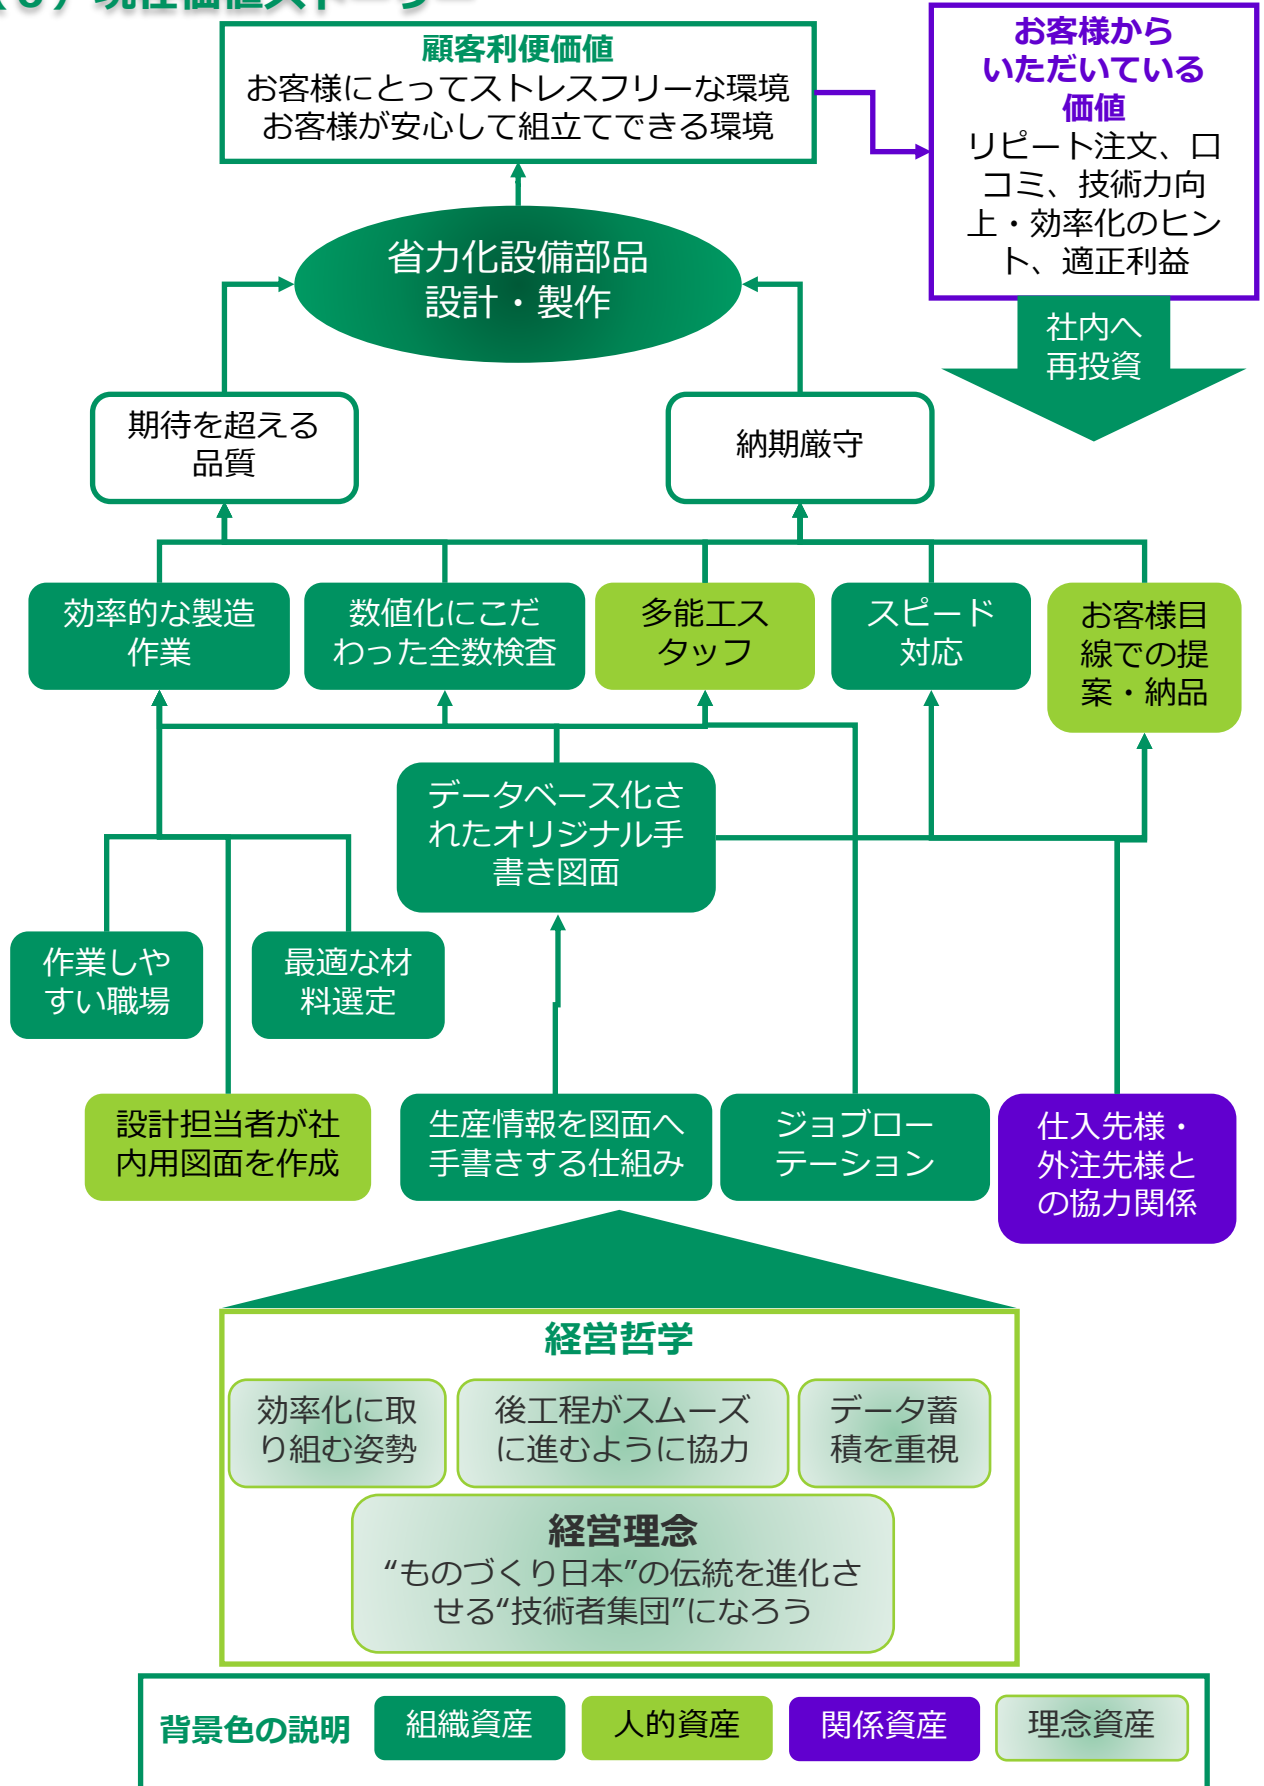 顧客利便価値
お客様にとってストレスフリーな環境
お客様が安心して組立てできる環境
お客様から
いただいている
価値
リピート注文、口
コミ、技術力向
上・効率化のヒン
ト、適正利益
社内へ
再投資
省力化設備部品
設計・製作
期待を超える
品質
納期厳守
効率的な製造
作業
数値化にこだ
わった全数検査
多能工ス
タッフ
スピード
対応
お客様目
線での提
案・納品
データベース化さ
れたオリジナル手
書き図面
作業しや
すい職場
最適な材
料選定
設計担当者が社
内用図面を作成
生産情報を図面へ
手書きする仕組み
ジョブロー
テーション
仕入先様・
外注先様と
の協力関係
経営哲学
効率化に取
り組む姿勢
後工程がスムーズ
に進むように協力
データ蓄
積を重視
経営理念
“ものづくり日本”の伝統を進化さ
せる“技術者集団”になろう
背景色の説明
組織資産
人的資産
関係資産
理念資産